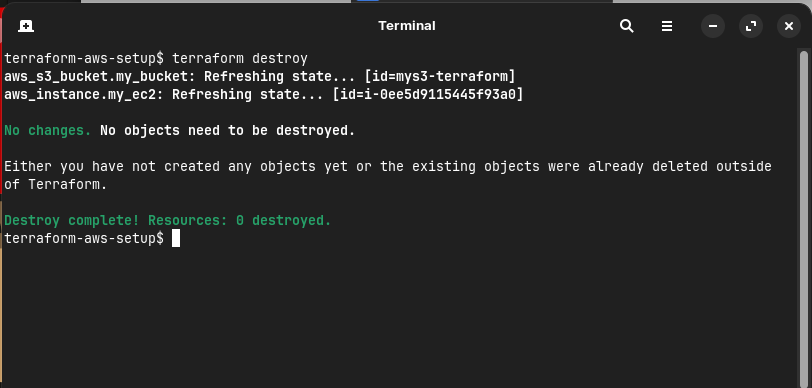 Terminal
terraform-aws-setup$ terraform destroy
aws_s3_bucket.my_bucket: Refreshing state... [id=mys3-terraform]
aws_instance.my_ec2: Refreshing state... [id=i-0ee5d9115445f93a0]
No changes. No objects need to be destroyed.
Either you have not created any objects yet or the existing objects were already deleted outside
of Terraform.
Destroy complete! Resources: 0 destroyed.
terraform-aws-setup$